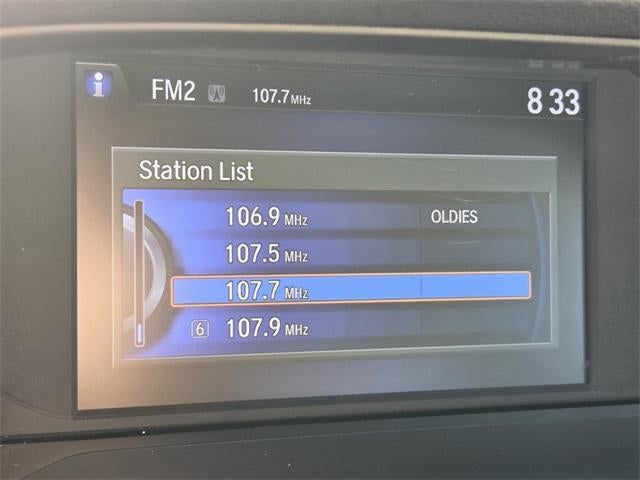 i FM2 107.7 MHz 8 33
Station List
106.9 MHz OLDIES
107.5 MHz
107.7 MHz
6 107.9 MHz